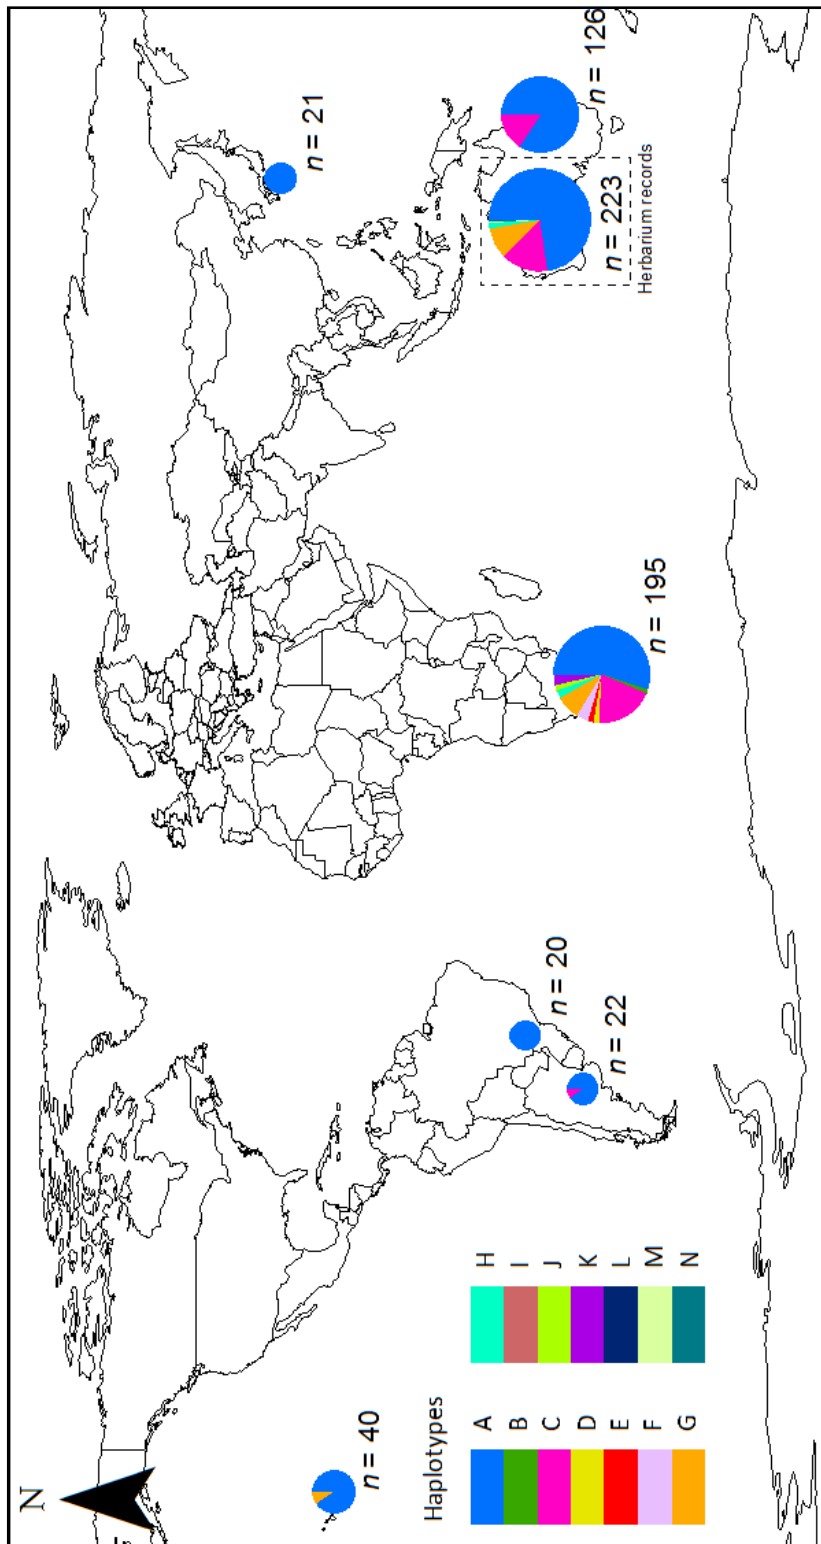 N
n = 40
n = 20
n = 22
n = 195
n = 21
n = 126
n = 223
Herbarium records
Haplotypes
A
B
C
D
E
F
G
H
I
J
K
L
M
N